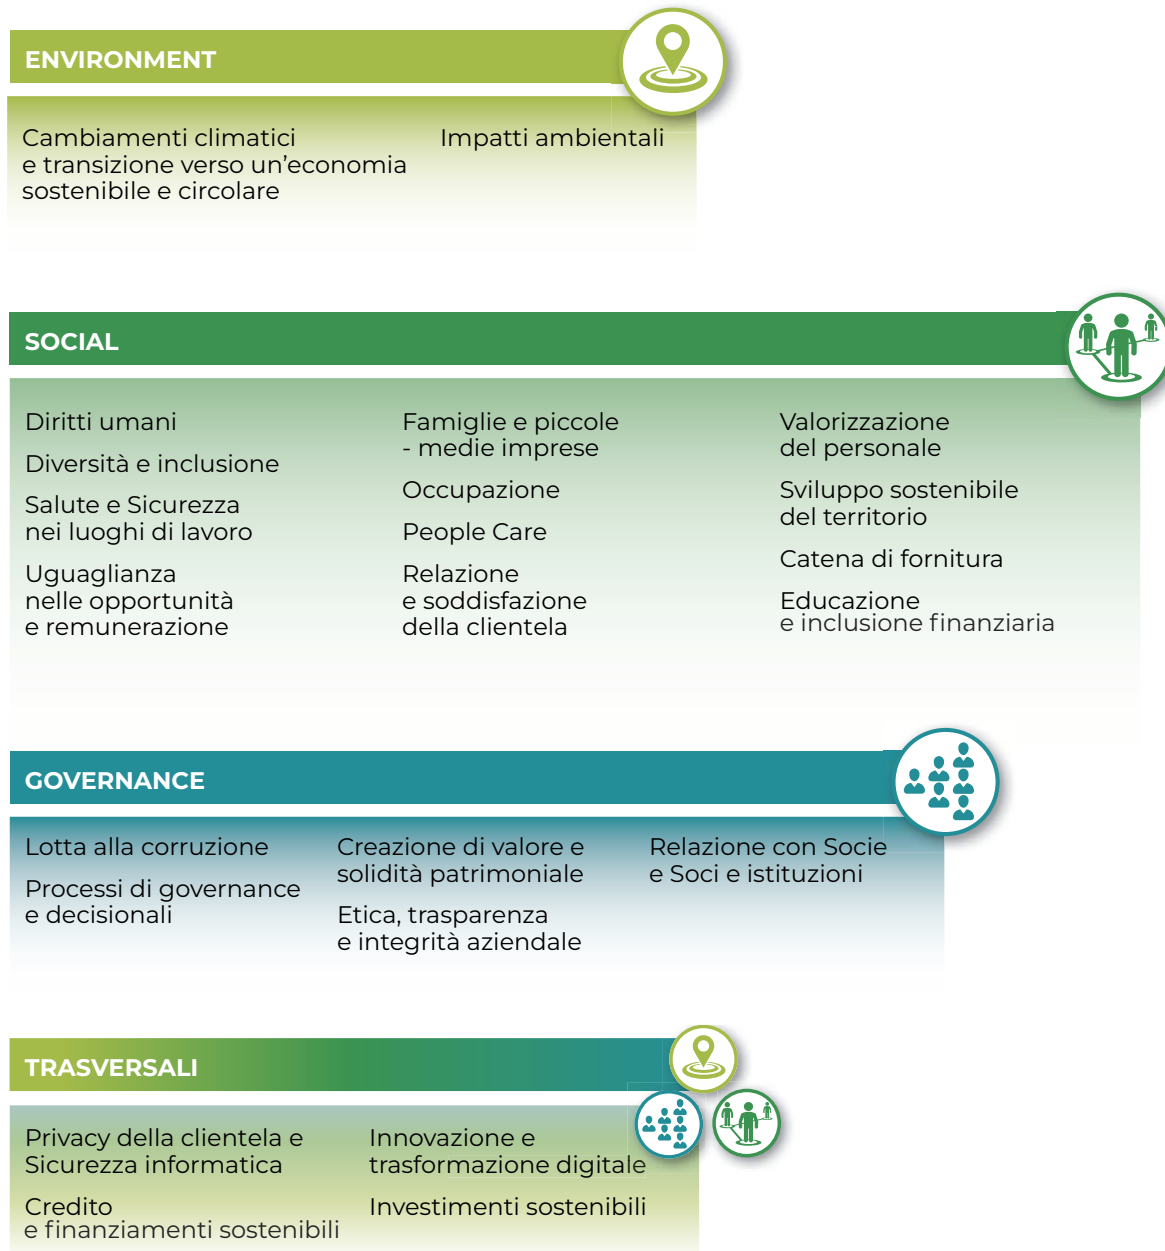 ENVIRONMENT
Cambiamenti climatici
e transizione verso un'economia
sostenibile e circolare
Impatti ambientali
SOCIAL
Diritti umani
Diversità e inclusione
Salute e Sicurezza
nei luoghi di lavoro
Uguaglianza
nelle opportunità
e remunerazione
Famiglie e piccole
- medie imprese
Occupazione
People Care
Relazione
e soddisfazione
della clientela
Valorizzazione
del personale
Sviluppo sostenibile
del territorio
Catena di fornitura
Educazione
e inclusione finanziaria
GOVERNANCE
Lotta alla corruzione
Processi di governance
e decisionali
Creazione di valore e
solidità patrimoniale
Etica, trasparenza
e integrità aziendale
Relazione con Socie
e Soci e istituzioni
TRASVERSALI
Privacy della clientela e
Sicurezza informatica
Credito
e finanziamenti sostenibili
Innovazione e
trasformazione digitale
Investimenti sostenibili